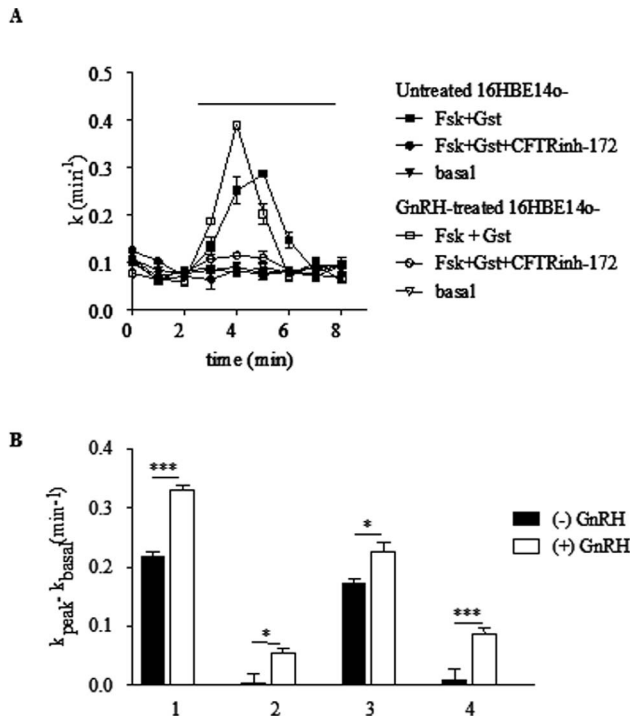 A
0.5
0.4
0.3
0.2
0.1
0.0
k (min-1)
0 2 4 6 8
time (min)
Untreated 16HBE14o-
Fsk+Gst
Fsk+Gst+CFTRinh-172
basal
GnRH-treated 16HBE14o-
Fsk + Gst
Fsk+Gst+CFTRinh-172
basal
B
0.4
0.3
0.2
0.1
0.0
kpeak- kbasal(min-1)
*** * * ***
1 2 3 4
(-) GnRH
(+) GnRH